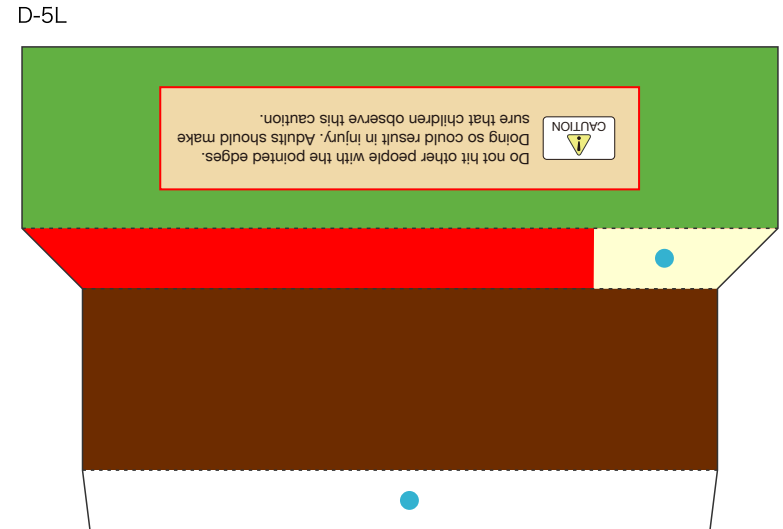 D-5L
CAUTION
Do not hit other people with the pointed edges.
Doing so could result in injury. Adults should make
sure that children observe this caution.